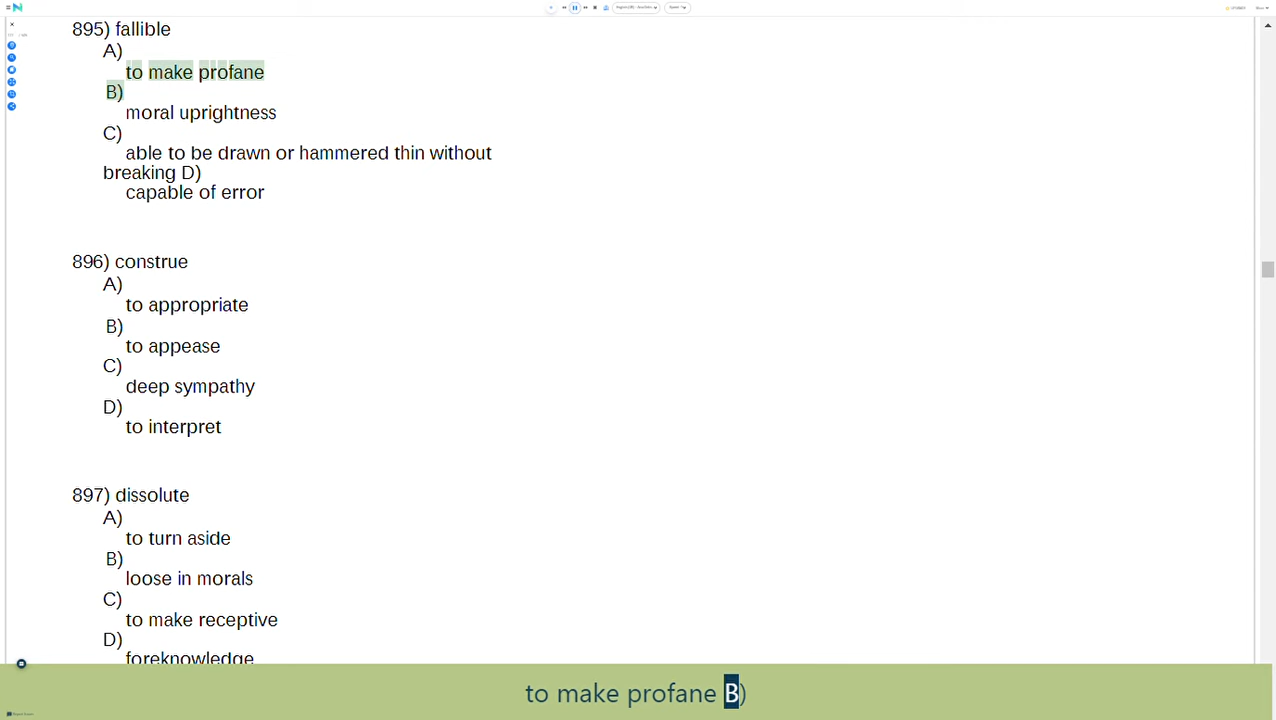 895) fallible
A)
to make profane
B)
moral uprightness
C)
able to be drawn or hammered thin without
breaking D)
capable of error
896) construe
A)
to appropriate
B)
to appease
C)
deep sympathy
D)
to interpret
897) dissolute
A)
to turn aside
B)
loose in morals
C)
to make receptive
D)
foreknowledge
to make profane B)